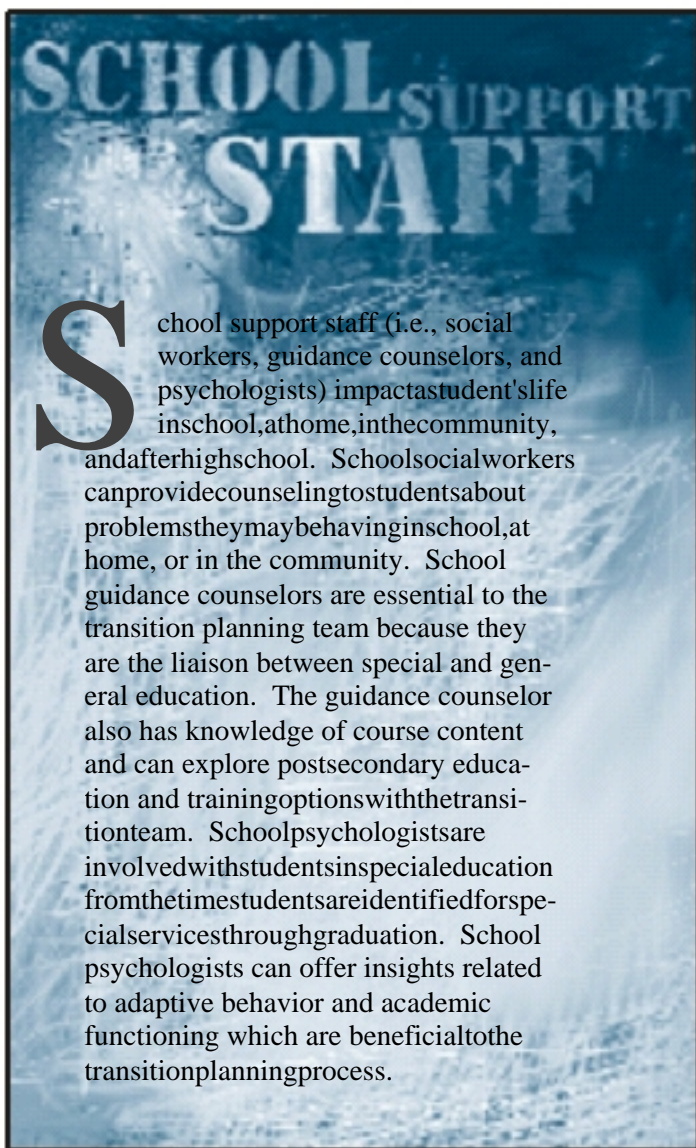 SCHOOL SUPPORT
STAFF
School support staff (i.e., social
workers, guidance counselors, and
psychologists) impactastudent'slife
inschool,athome,inthecommunity,
andafterhighschool. Schoolsocialworkers
canprovidecounselingtostudentsabout
problemstheymaybehavinginschool,at
home, or in the community. School
guidance counselors are essential to the
transition planning team because they
are the liaison between special and gen-
eral education. The guidance counselor
also has knowledge of course content
and can explore postsecondary educa-
tion and trainingoptionswiththetransi-
tionteam. Schoolpsychologistsare
involvedwithstudentsinspecialeducation
fromthetimestudentsareidentifiedforspe-
cialservicesthroughgraduation. School
psychologists can offer insights related
to adaptive behavior and academic
functioning which are beneficialtothe
transitionplanningprocess.